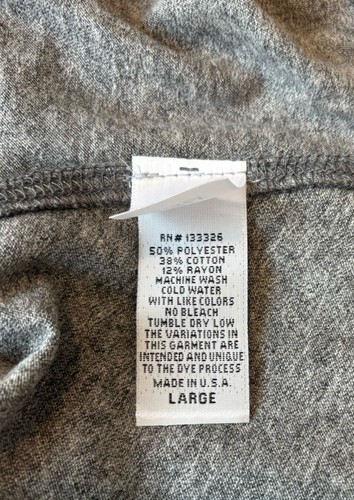 RN# 133326
50% POLYESTER
38% COTTON
12% RAYON
MACHINE WASH
COLD WATER
WITH LIKE COLORS
NO BLEACH
TUMBLE DRY LOW
THE VARIATIONS IN
THIS GARMENT ARE
INTENDED AND UNIQUE
TO THE DYE PROCESS
MADE IN U.S.A.
LARGE